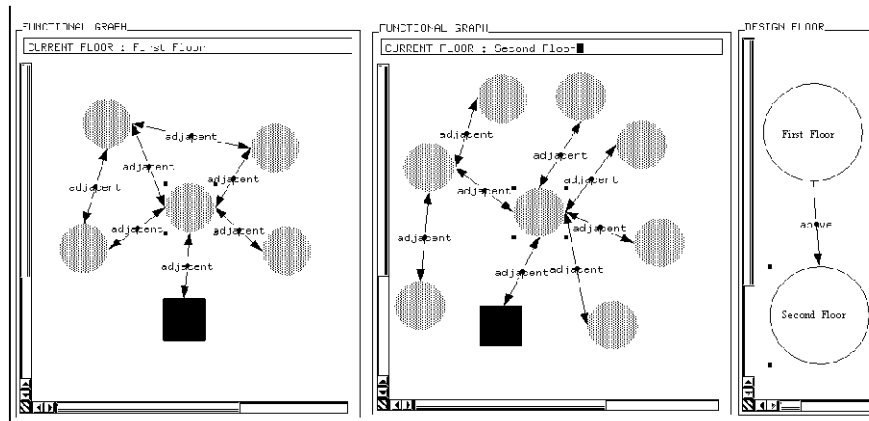 FUNCTIONAL GRAPH
CURRENT FLOOR : First Floor
adjacent
adjacent
adjacent
adjacent
adjacent
adjacent
adjacent
FUNCTIONAL GRAPH
CURRENT FLOOR : Second Floor
adjacent
adjacent
adjacent
adjacent
adjacent
adjacent
adjacent
adjacent
DESIGN FLOOR
First Floor
above
Second Floor